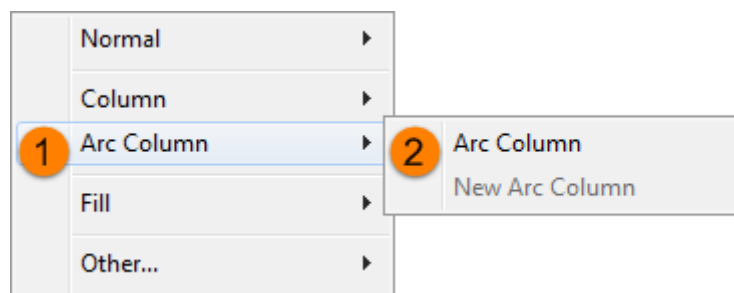 Normal
Column
1 Arc Column
Fill
Other...
2 Arc Column
New Arc Column